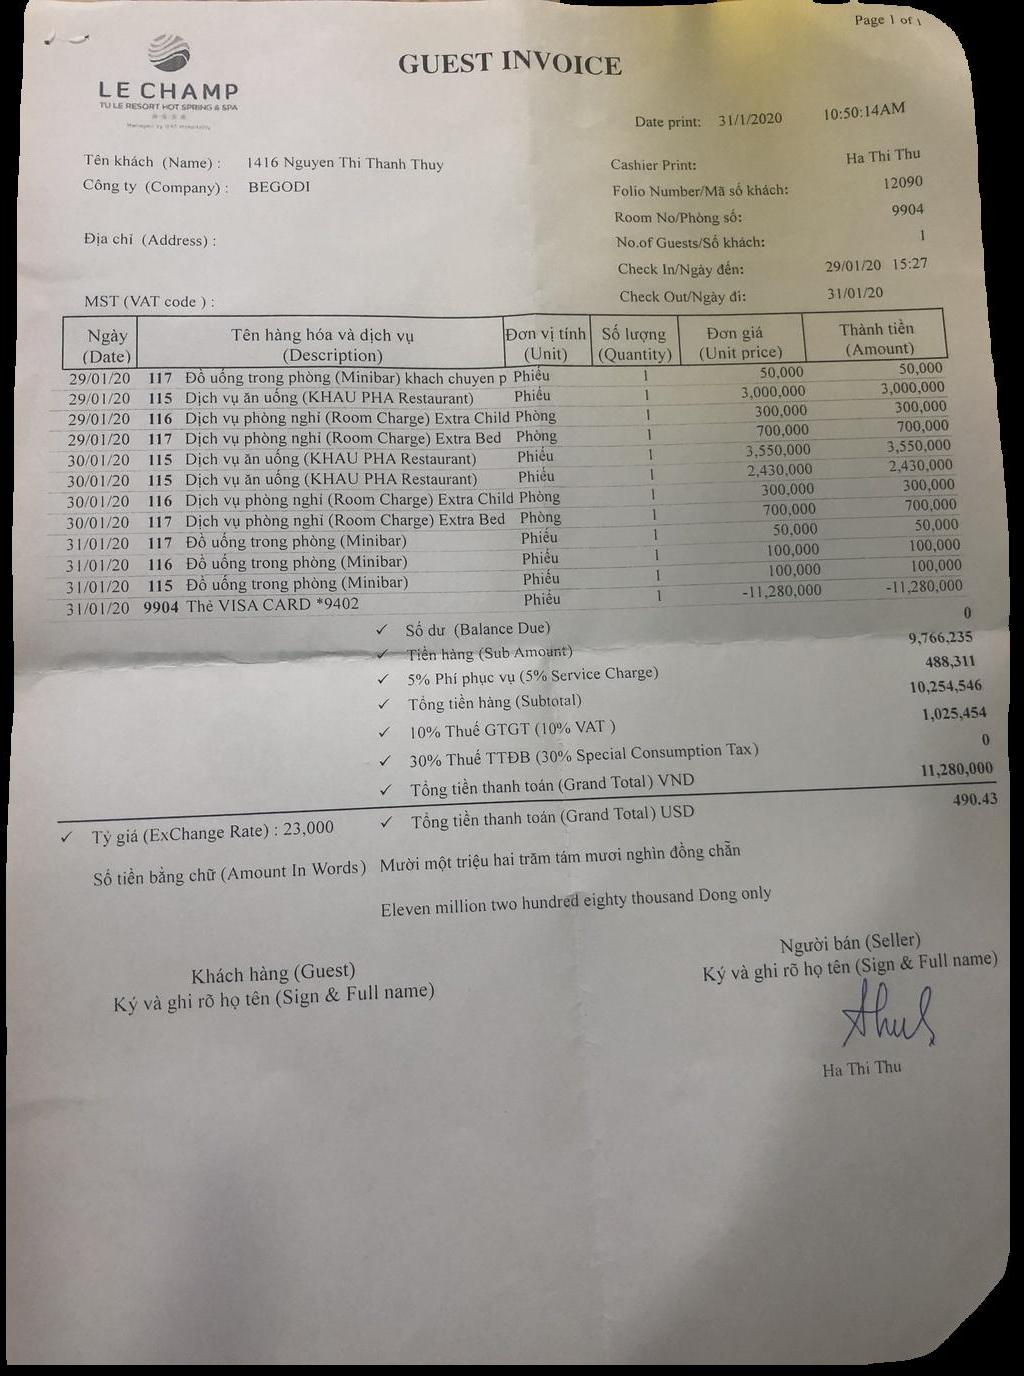 Page 1 of 1
LE CHAMP
TU LE RESORT HOT SPRING & SPA
GUEST INVOICE
Date print: 31/1/2020 10:50:14AM
Tên khách (Name) : 1416 Nguyen Thi Thanh Thuy
Công ty (Company) : BEGODI
Địa chỉ (Address) :
MST (VAT code ) :
Cashier Print: Ha Thi Thu
Folio Number/Mã số khách: 12090
Room No/Phòng số: 9904
No.of Guests/Số khách: 1
Check In/Ngày đến: 29/01/20 15:27
Check Out/Ngày đi: 31/01/20
Ngày Tên hàng hóa và dịch vụ Đơn vị tính Số lượng Đơn giá Thành tiền
(Date) (Description) (Unit) (Quantity) (Unit price) (Amount)
29/01/20 117 Đồ uống trong phòng (Minibar) khach chuyen p Phiếu 1 50,000 50,000
29/01/20 115 Dịch vụ ăn uống (KHAU PHA Restaurant) Phiếu 1 3,000,000 3,000,000
29/01/20 116 Dịch vụ phòng nghỉ (Room Charge) Extra Child Phòng 1 300,000 300,000
29/01/20 117 Dịch vụ phòng nghỉ (Room Charge) Extra Bed Phòng 1 700,000 700,000
30/01/20 115 Dịch vụ ăn uống (KHAU PHA Restaurant) Phiếu 1 3,550,000 3,550,000
30/01/20 115 Dịch vụ ăn uống (KHAU PHA Restaurant) Phiếu 1 2,430,000 2,430,000
30/01/20 116 Dịch vụ phòng nghỉ (Room Charge) Extra Child Phòng 1 300,000 300,000
30/01/20 117 Dịch vụ phòng nghỉ (Room Charge) Extra Bed Phòng 1 700,000 700,000
31/01/20 117 Đồ uống trong phòng (Minibar) Phiếu 1 50,000 50,000
31/01/20 116 Đồ uống trong phòng (Minibar) Phiếu 1 100,000 100,000
31/01/20 115 Đồ uống trong phòng (Minibar) Phiếu 1 100,000 100,000
31/01/20 9904 Thẻ VISA CARD *9402 Phiếu 1 -11,280,000 -11,280,000
✓ Số dư (Balance Due) 0
✓ Tiền hàng (Sub Amount) 9,766,235
✓ 5% Phí phục vụ (5% Service Charge) 488,311
✓ Tổng tiền hàng (Subtotal) 10,254,546
✓ 10% Thuế GTGT (10% VAT ) 1,025,454
✓ 30% Thuế TTĐB (30% Special Consumption Tax) 0
✓ Tổng tiền thanh toán (Grand Total) VND 11,280,000
✓ Tỷ giá (ExChange Rate) : 23,000 ✓ Tổng tiền thanh toán (Grand Total) USD 490.43
Số tiền bằng chữ (Amount In Words) Mười một triệu hai trăm tám mươi nghìn đồng chẵn
Eleven million two hundred eighty thousand Dong only
Khách hàng (Guest)
Ký và ghi rõ họ tên (Sign & Full name)
Người bán (Seller)
Ký và ghi rõ họ tên (Sign & Full name)
Ha Thi Thu